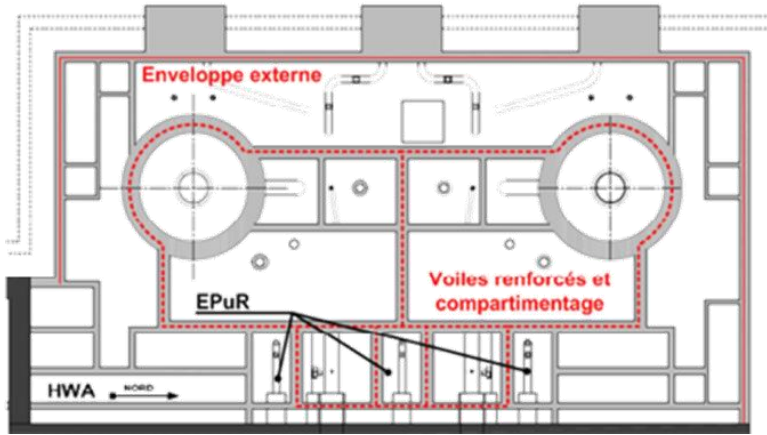 Enveloppe externe
Voiles renforcés et
compartimentage
EPuR
HWA
NORD